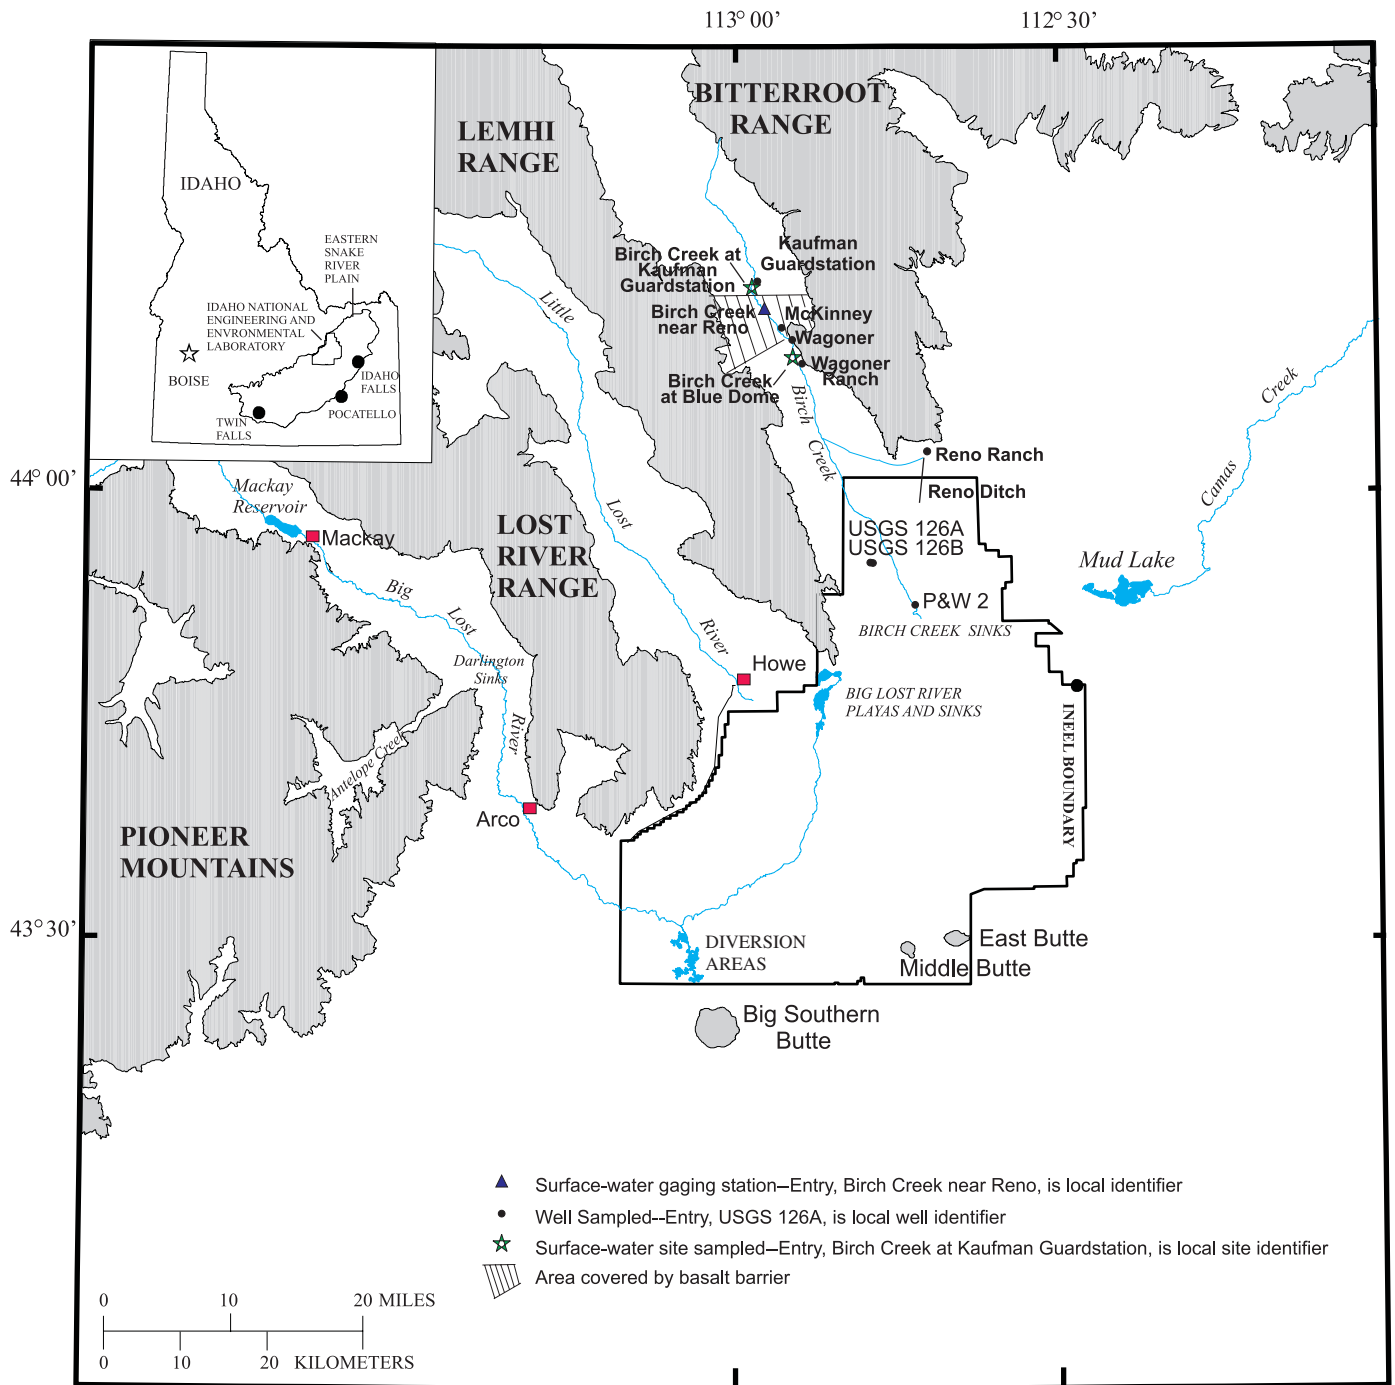 113° 00’
112° 30’
BITTERROOT
RANGE
LEMHI
RANGE
IDAHO
EASTERN
SNAKE
RIVER
PLAIN
IDAHO NATIONAL
ENGINEERING AND
ENVRONMENTAL
LABORATORY
BOISE
IDAHO
FALLS
POCATELLO
TWIN
FALLS
Kaufman
Guardstation
Birch Creek at
Kaufman
Guardstation
Birch Creek
near Reno
McKinney
Wagoner
Wagoner
Ranch
Birch Creek
at Blue Dome
Birch Creek
Little Lost River
Camas Creek
Reno Ranch
Reno Ditch
44° 00’
Mackay
Reservoir
Mackay
LOST
RIVER
RANGE
USGS 126A
USGS 126B
Mud Lake
P&W 2
BIRCH CREEK SINKS
Big Lost River
Darlington
Sinks
Howe
BIG LOST RIVER
PLAYAS AND SINKS
INEEL BOUNDARY
Antelope Creek
Arco
PIONEER
MOUNTAINS
43° 30’
DIVERSION
AREAS
East Butte
Middle Butte
Big Southern
Butte
Surface-water gaging station–Entry, Birch Creek near Reno, is local identifier
Well Sampled--Entry, USGS 126A, is local well identifier
Surface-water site sampled–Entry, Birch Creek at Kaufman Guardstation, is local site identifier
Area covered by basalt barrier
0 10 20 MILES
0 10 20 KILOMETERS